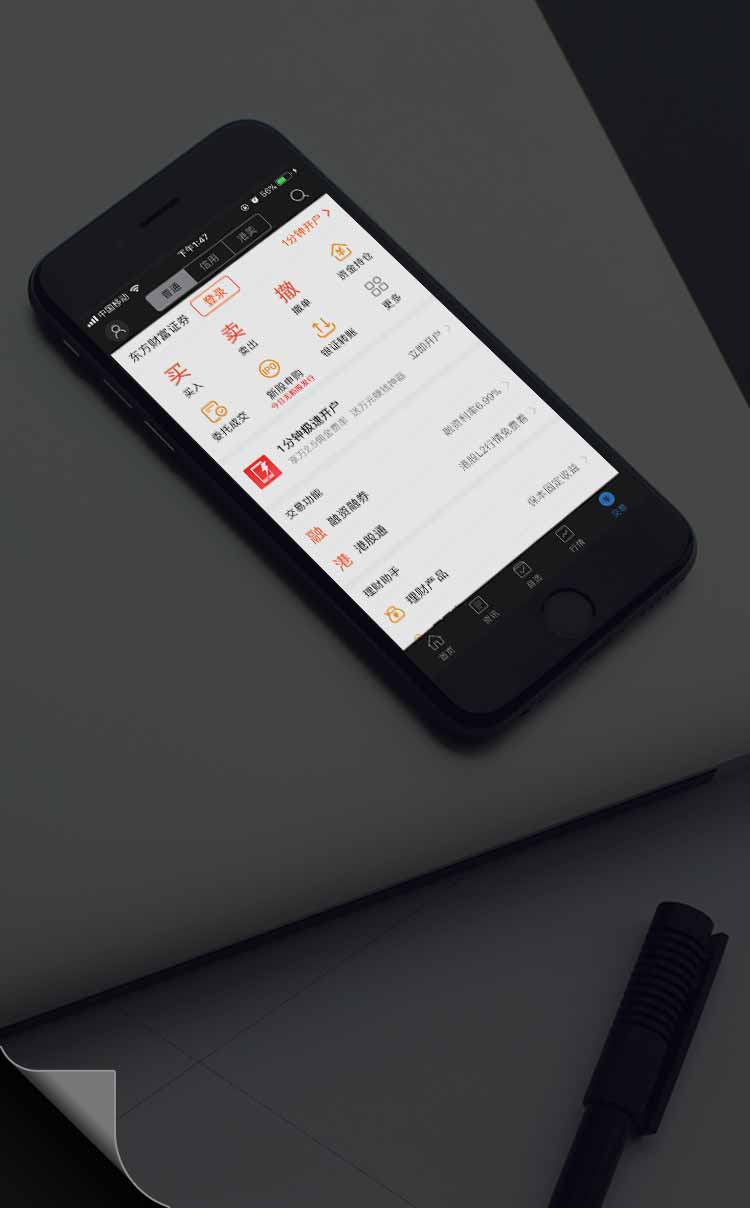 中国移动 下午1:47 56%
普通 信用 港美
东方财富证券 登录 1分钟开户
买 卖 撤
买入 卖出 撤单 资金持仓
委托成交 新股申购 银证转账 更多
IPO
今日无新股发行
1分钟极速开户 立即开户
享万2.5佣金费率 送万元赚钱神器
交易功能
融 融资融券 融资利率6.99%
港 港股通 港股L2行情免费看
理财助手
理财产品 保本固定收益
首页 资讯 自选 行情 交易